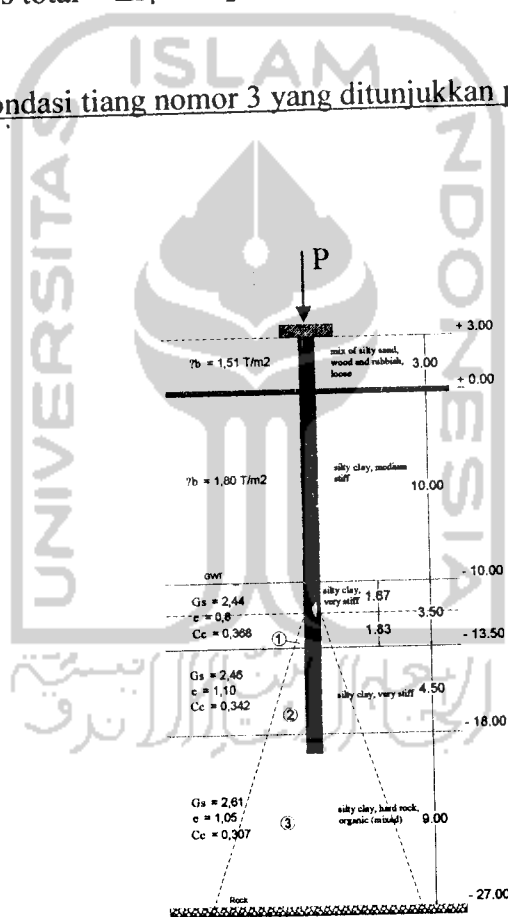 s total
ondasi tiang nomor 3 yang ditunjukkan p
ISLAM
UNIVERSITAS
INDONESIA
P
+ 3.00
?b = 1,51 T/m2
mix of silty sand,
wood and rubbish,
loose
3.00
+ 0.00
?b = 1,80 T/m2
silty clay, medium
stiff
10.00
GWT
- 10.00
Gs = 2,44
e = 0,8
Cc = 0,368
silty clay,
very stiff
1.67
3.50
1.83
①
- 13.50
Gs = 2,46
e = 1,10
Cc = 0,342
silty clay, very stiff
4.50
②
- 18.00
Gs = 2,61
e = 1,05
Cc = 0,307
③
silty clay, hard rock,
organic (mixed)
9.00
Rock
- 27.00